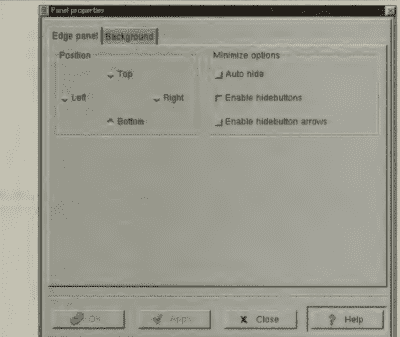 Panel properties
Edge panel Background
Position
Minimize options
Top
Auto hide
Left
Right
Enable hidebuttons
Bottom
Enable hidebutton arrows
Ok
Apply
Close
Help